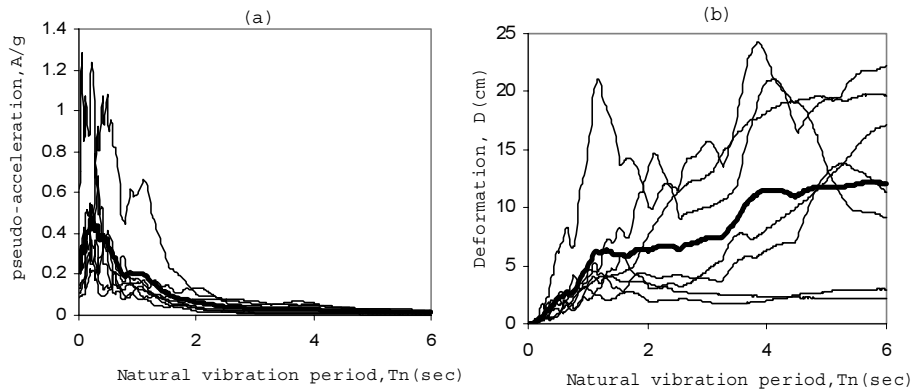 (a)
pseudo-acceleration,A/g
1.4
1.2
1
0.8
0.6
0.4
0.2
0
0 2 4 6
Natural vibration period,Tn(sec)
(b)
Deformation, D(cm)
25
20
15
10
5
0
0 2 4 6
Natural vibration period,Tn(sec)